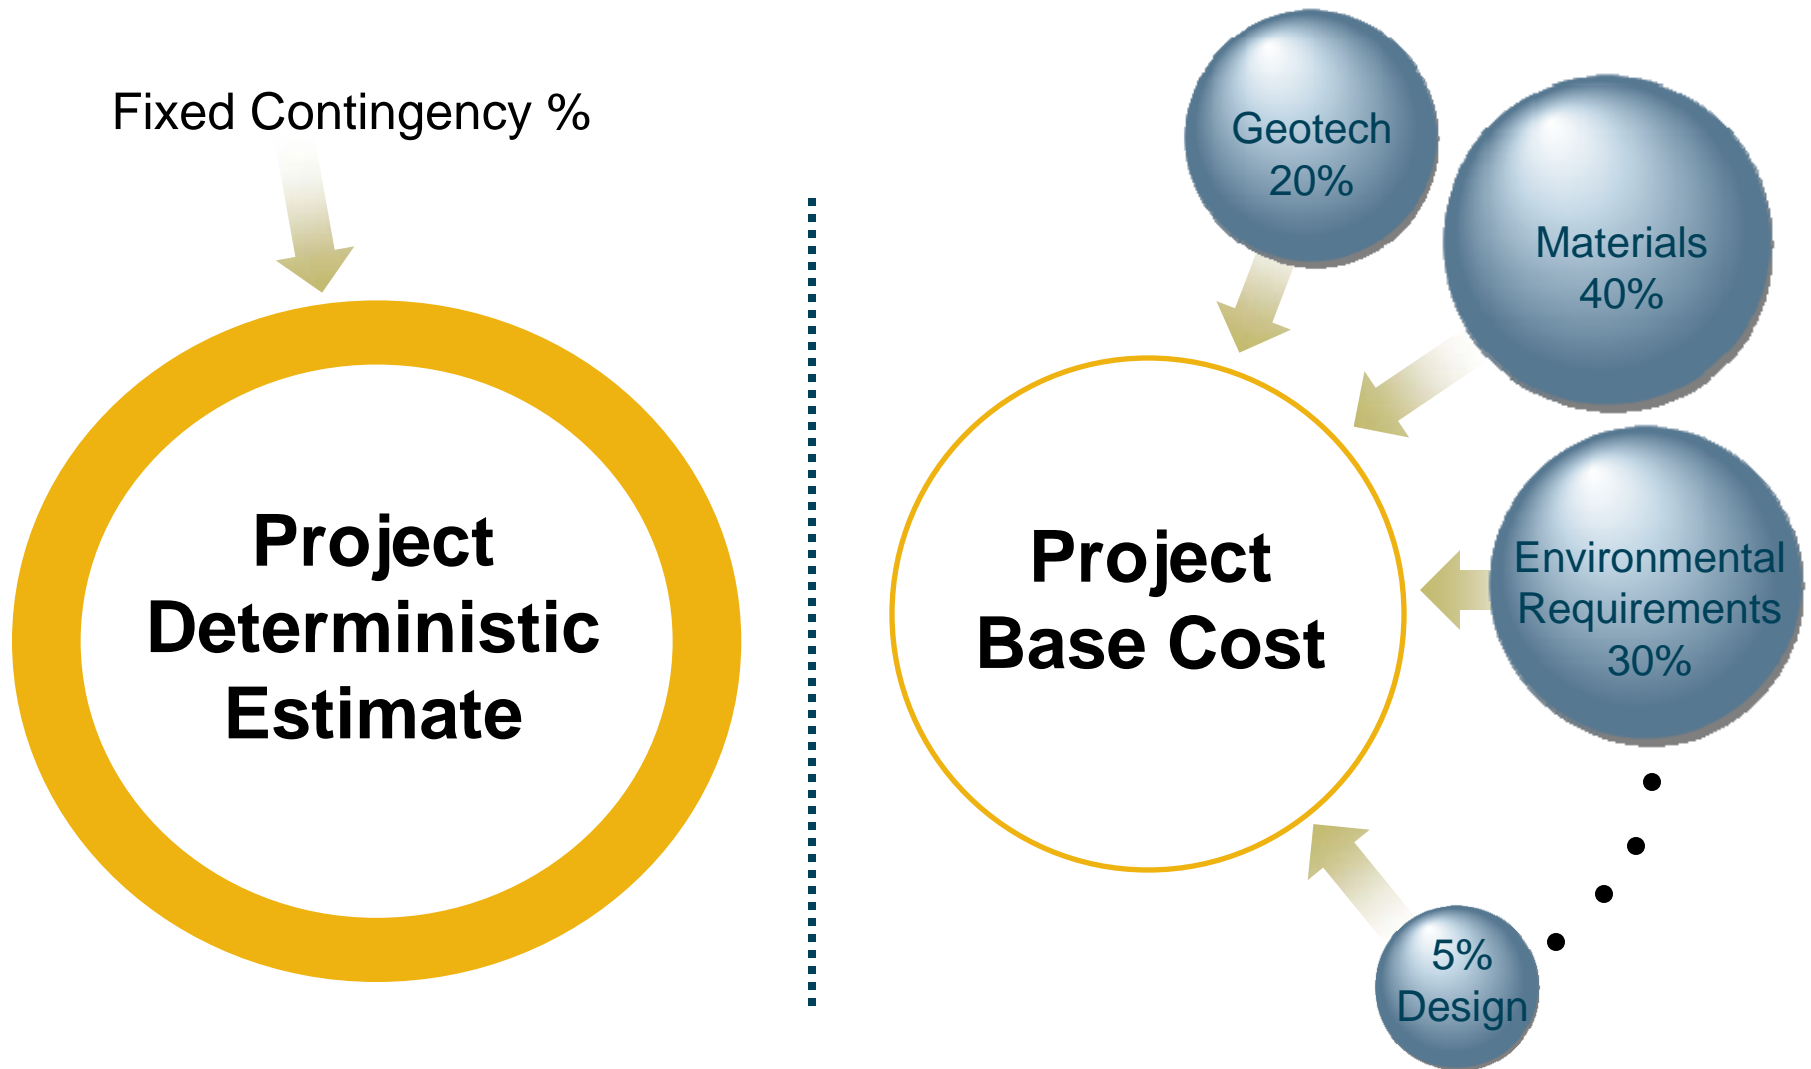 Fixed Contingency %
Project
Deterministic
Estimate
Geotech
20%
Materials
40%
Project
Base Cost
Environmental
Requirements
30%
5%
Design